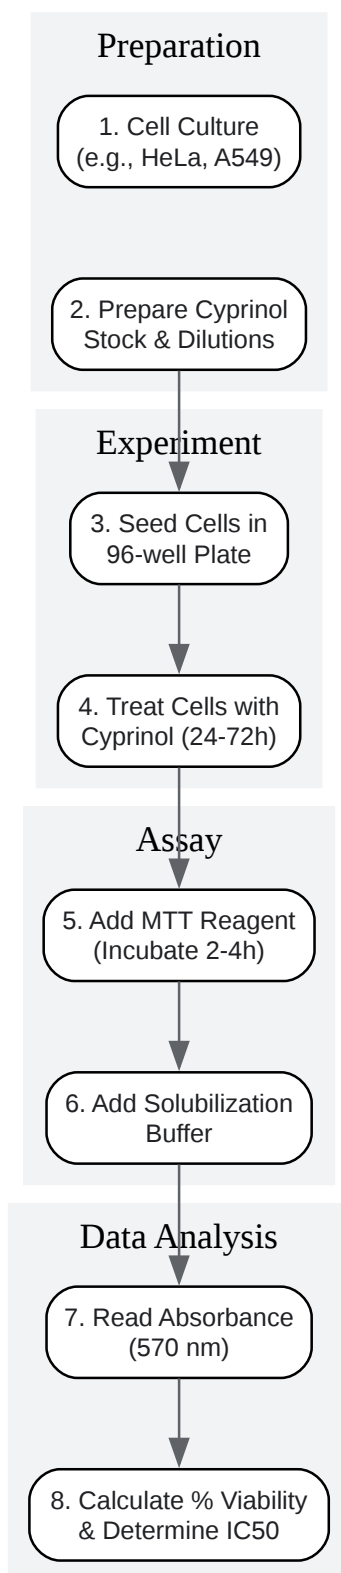 Preparation
1. Cell Culture
(e.g., HeLa, A549)
2. Prepare Cyprinol
Stock & Dilutions
Experiment
3. Seed Cells in
96-well Plate
4. Treat Cells with
Cyprinol (24-72h)
Assay
5. Add MTT Reagent
(Incubate 2-4h)
6. Add Solubilization
Buffer
Data Analysis
7. Read Absorbance
(570 nm)
8. Calculate % Viability
& Determine IC50